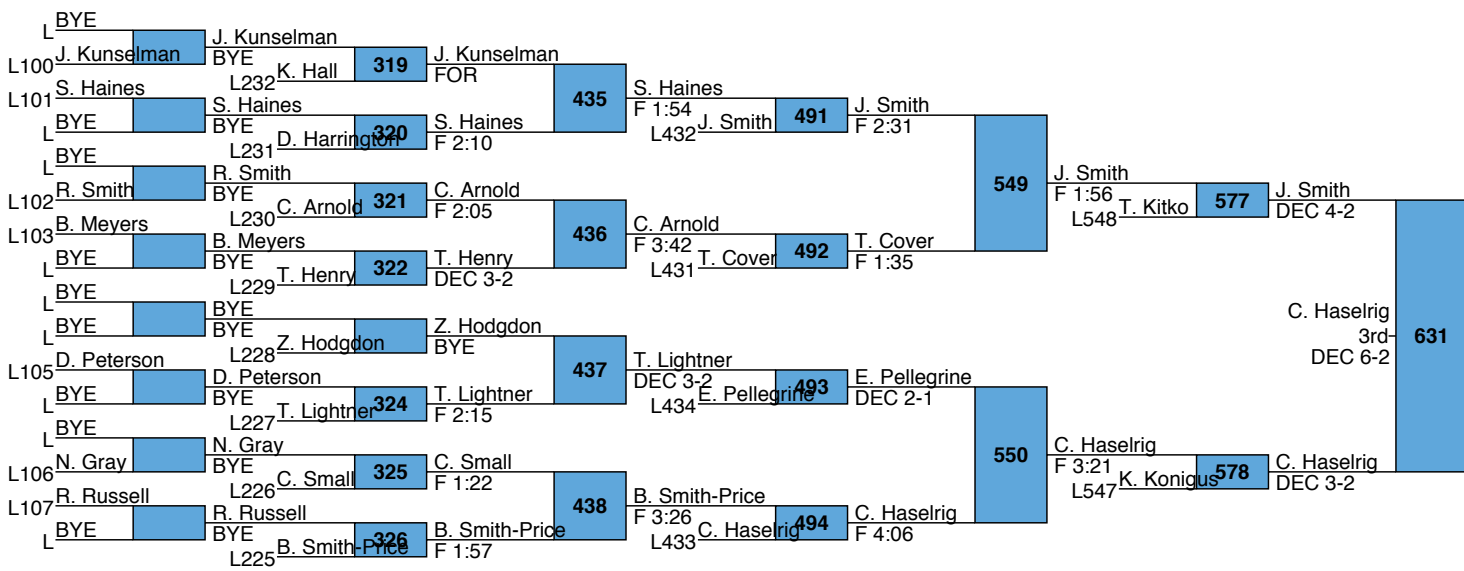 BYE
L
J. Kunselman
L100
J. Kunselman
BYE
L232
K. Hall
319
J. Kunselman
FOR
S. Haines
L101
BYE
L
S. Haines
BYE
L231
D. Harrington
320
S. Haines
F 2:10
435
S. Haines
F 1:54
L432
J. Smith
491
J. Smith
F 2:31
BYE
L
R. Smith
L102
R. Smith
BYE
L230
C. Arnold
321
C. Arnold
F 2:05
B. Meyers
L103
BYE
L
B. Meyers
BYE
L229
T. Henry
322
T. Henry
DEC 3-2
436
C. Arnold
F 3:42
L431
T. Cover
492
T. Cover
F 1:35
549
J. Smith
F 1:56
L548
T. Kitko
577
J. Smith
DEC 4-2
BYE
L
BYE
L
BYE
BYE
L228
Z. Hodgdon
Z. Hodgdon
BYE
D. Peterson
L105
BYE
L
D. Peterson
BYE
L227
T. Lightner
324
T. Lightner
F 2:15
437
T. Lightner
DEC 3-2
L434
E. Pellegrine
493
E. Pellegrine
DEC 2-1
BYE
L
N. Gray
L106
N. Gray
BYE
L226
C. Small
325
C. Small
F 1:22
R. Russell
L107
BYE
L
R. Russell
BYE
L225
B. Smith-Price
326
B. Smith-Price
F 1:57
438
B. Smith-Price
F 3:26
L433
C. Haselrig
494
C. Haselrig
F 4:06
550
C. Haselrig
F 3:21
L547
K. Konigus
578
C. Haselrig
DEC 3-2
631
C. Haselrig
3rd
DEC 6-2